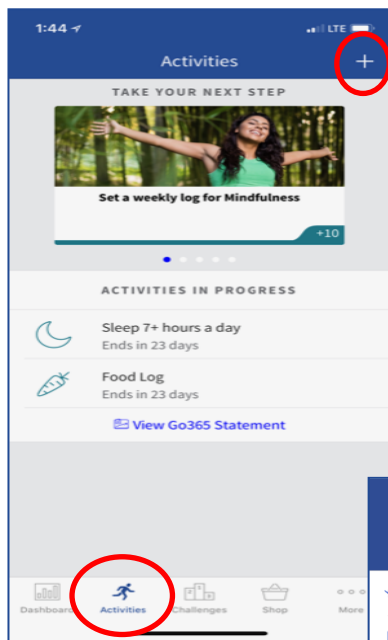 1:44
LTE
Activities
+
TAKE YOUR NEXT STEP
Set a weekly log for Mindfulness
+10
ACTIVITIES IN PROGRESS
Sleep 7+ hours a day
Ends in 23 days
Food Log
Ends in 23 days
View Go365 Statement
Dashboard Activities Challenges Shop More